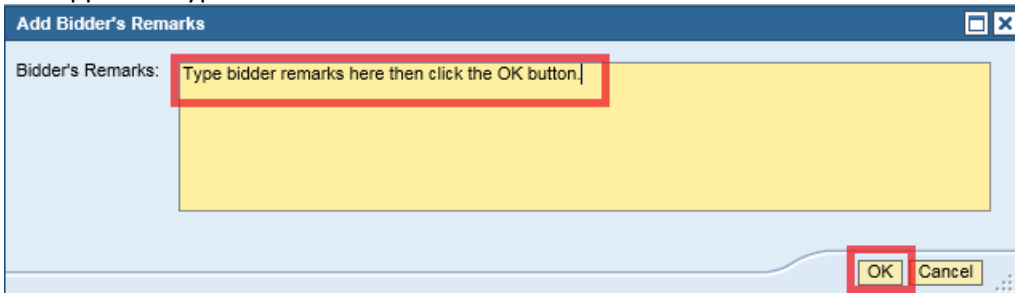 Add Bidder's Remarks
Bidder's Remarks: Type bidder remarks here then click the OK button.
OK Cancel